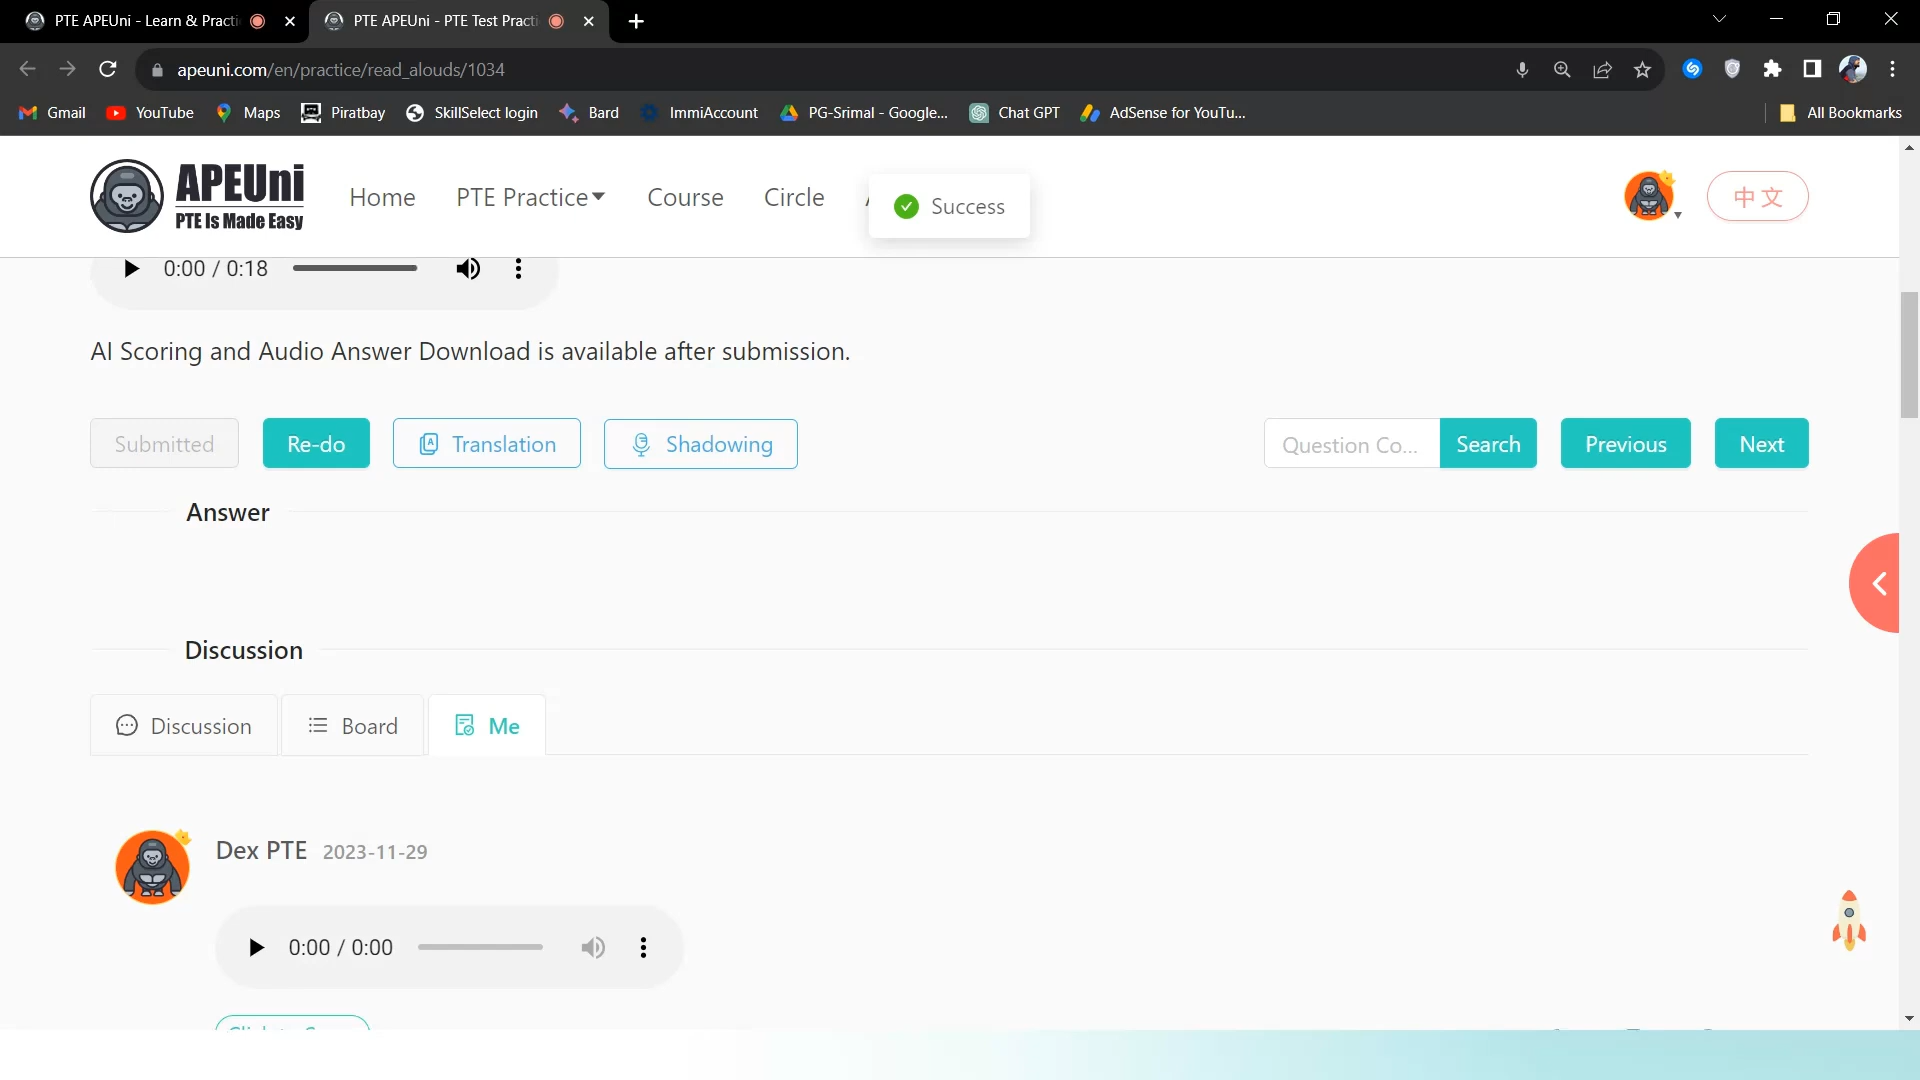 PTE APEUni - Learn & Practi
PTE APEUni - PTE Test Practi
apeuni.com/en/practice/read_alouds/1034
Gmail
YouTube
Maps
Piratbay
SkillSelect login
Bard
ImmiAccount
PG-Srimal - Google...
Chat GPT
AdSense for YouTu...
All Bookmarks
APEUni
PTE Is Made Easy
Home
PTE Practice
Course
Circle
Success
中文
0:00 / 0:18
AI Scoring and Audio Answer Download is available after submission.
Submitted
Re-do
Translation
Shadowing
Question Co...
Search
Previous
Next
Answer
Discussion
Discussion
Board
Me
Dex PTE 2023-11-29
0:00 / 0:00